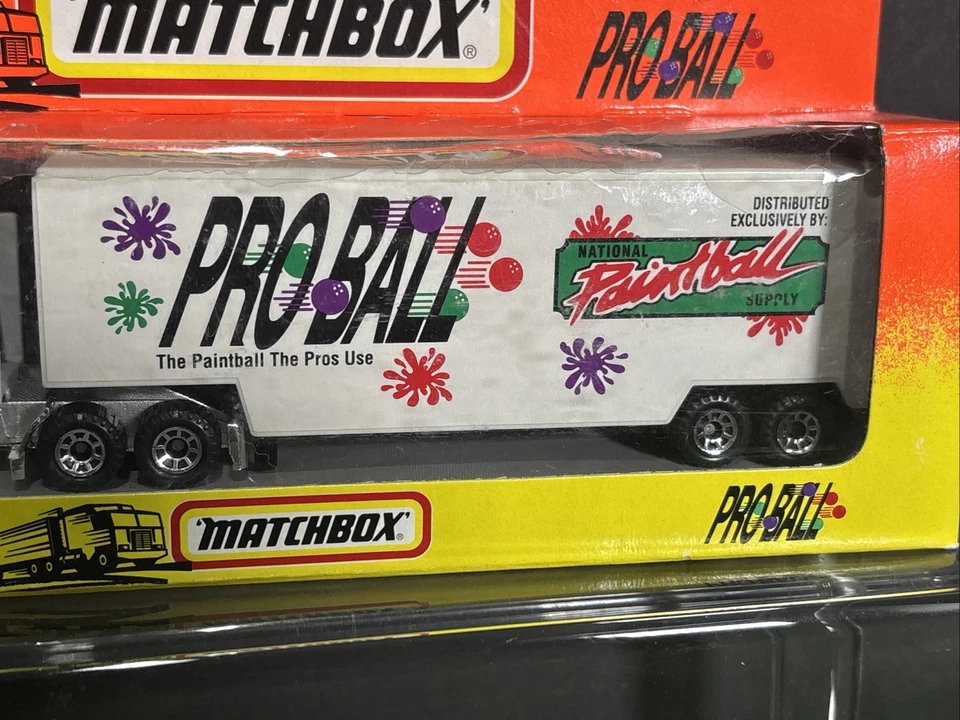 'MATCHBOX'®
PRO-BALL
PRO-BALL
The Paintball The Pros Use
DISTRIBUTED
EXCLUSIVELY BY:
NATIONAL
Paintball
SUPPLY
'MATCHBOX'®
PRO-BALL